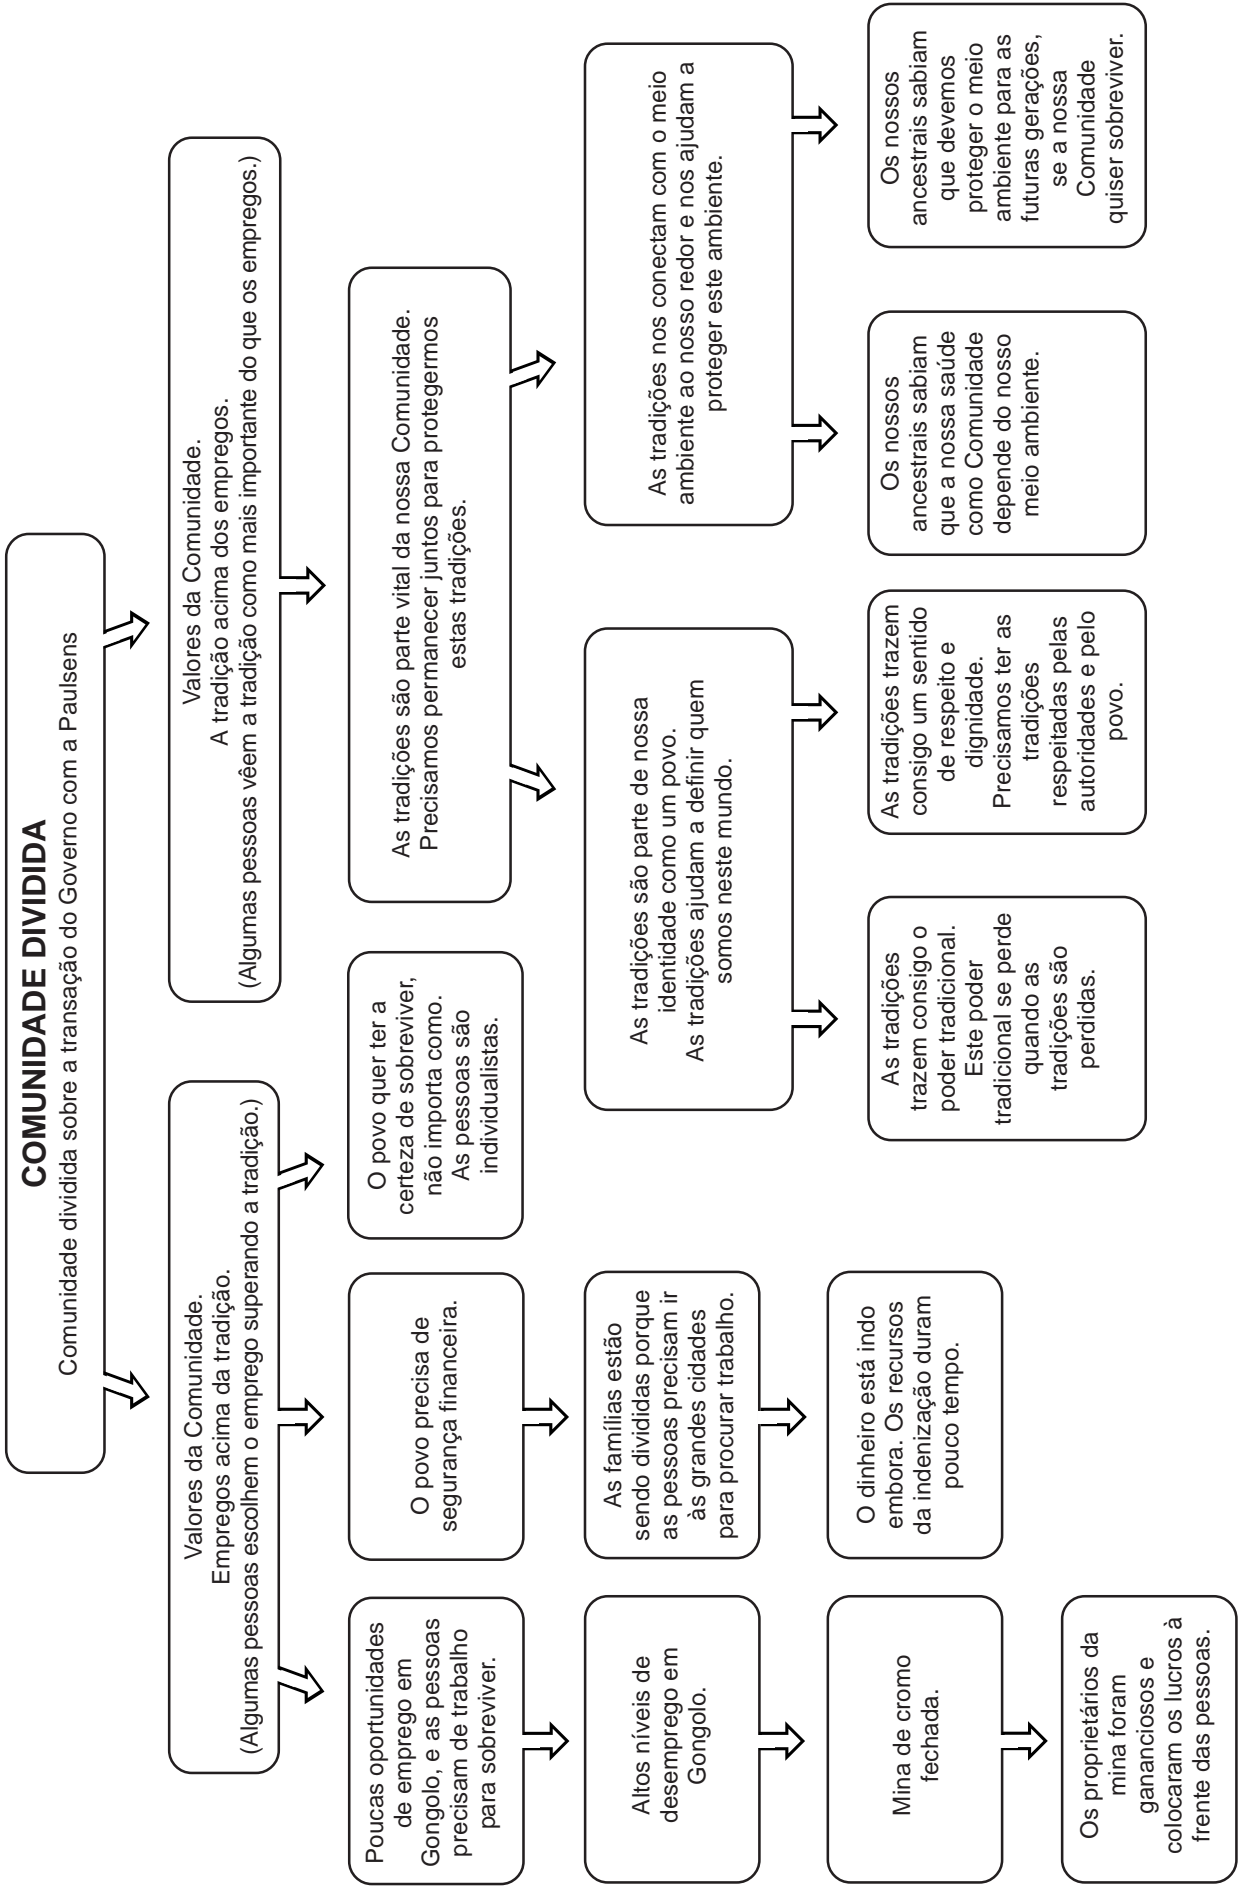 COMUNIDADE DIVIDIDA
Comunidade dividida sobre a transação do Governo com a Paulsens
Valores da Comunidade.
Empregos acima da tradição.
(Algumas pessoas escolhem o emprego superando a tradição.)
Valores da Comunidade.
A tradição acima dos empregos.
(Algumas pessoas vêem a tradição como mais importante do que os empregos.)
Poucas oportunidades
de emprego em
Gongolo, e as pessoas
precisam de trabalho
para sobreviver.
O povo precisa de
segurança financeira.
O povo quer ter a
certeza de sobreviver,
não importa como.
As pessoas são
individualistas.
As tradições são parte vital da nossa Comunidade.
Precisamos permanecer juntos para protegermos
estas tradições.
Altos níveis de
desemprego em
Gongolo.
As famílias estão
sendo divididas porque
as pessoas precisam ir
às grandes cidades
para procurar trabalho.
As tradições são parte de nossa
identidade como um povo.
As tradições ajudam a definir quem
somos neste mundo.
As tradições nos conectam com o meio
ambiente ao nosso redor e nos ajudam a
proteger este ambiente.
Mina de cromo
fechada.
O dinheiro está indo
embora. Os recursos
da indenização duram
pouco tempo.
As tradições
trazem consigo o
poder tradicional.
Este poder
tradicional se perde
quando as
tradições são
perdidas.
As tradições trazem
consigo um sentido
de respeito e
dignidade.
Precisamos ter as
tradições
respeitadas pelas
autoridades e pelo
povo.
Os nossos
ancestrais sabiam
que a nossa saúde
como Comunidade
depende do nosso
meio ambiente.
Os nossos
ancestrais sabiam
que devemos
proteger o meio
ambiente para as
futuras gerações,
se a nossa
Comunidade
quiser sobreviver.
Os proprietários da
mina foram
gananciosos e
colocaram os lucros à
frente das pessoas.